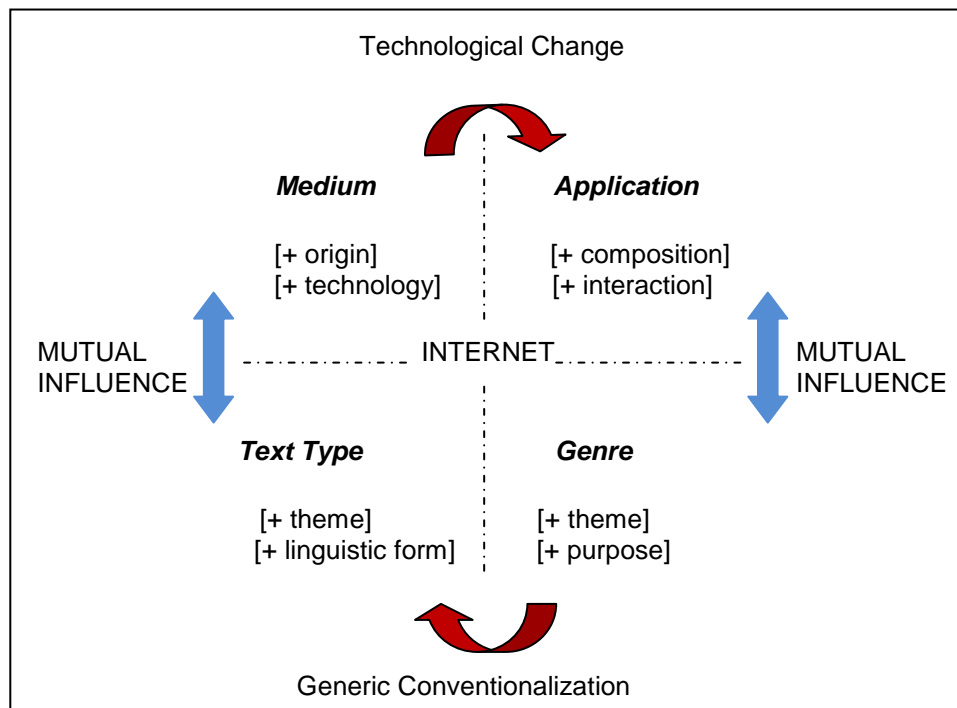 Technological Change
Medium
Application
[+ origin]
[+ technology]
[+ composition]
[+ interaction]
MUTUAL
INFLUENCE
INTERNET
MUTUAL
INFLUENCE
Text Type
Genre
[+ theme]
[+ linguistic form]
[+ theme]
[+ purpose]
Generic Conventionalization